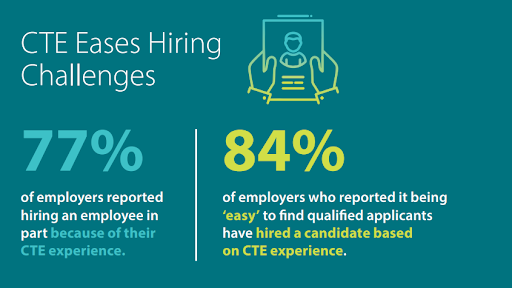 CTE Eases Hiring
Challenges
77%
of employers reported
hiring an employee in
part because of their
CTE experience.
84%
of employers who reported it being
‘easy’ to find qualified applicants
have hired a candidate based
on CTE experience.